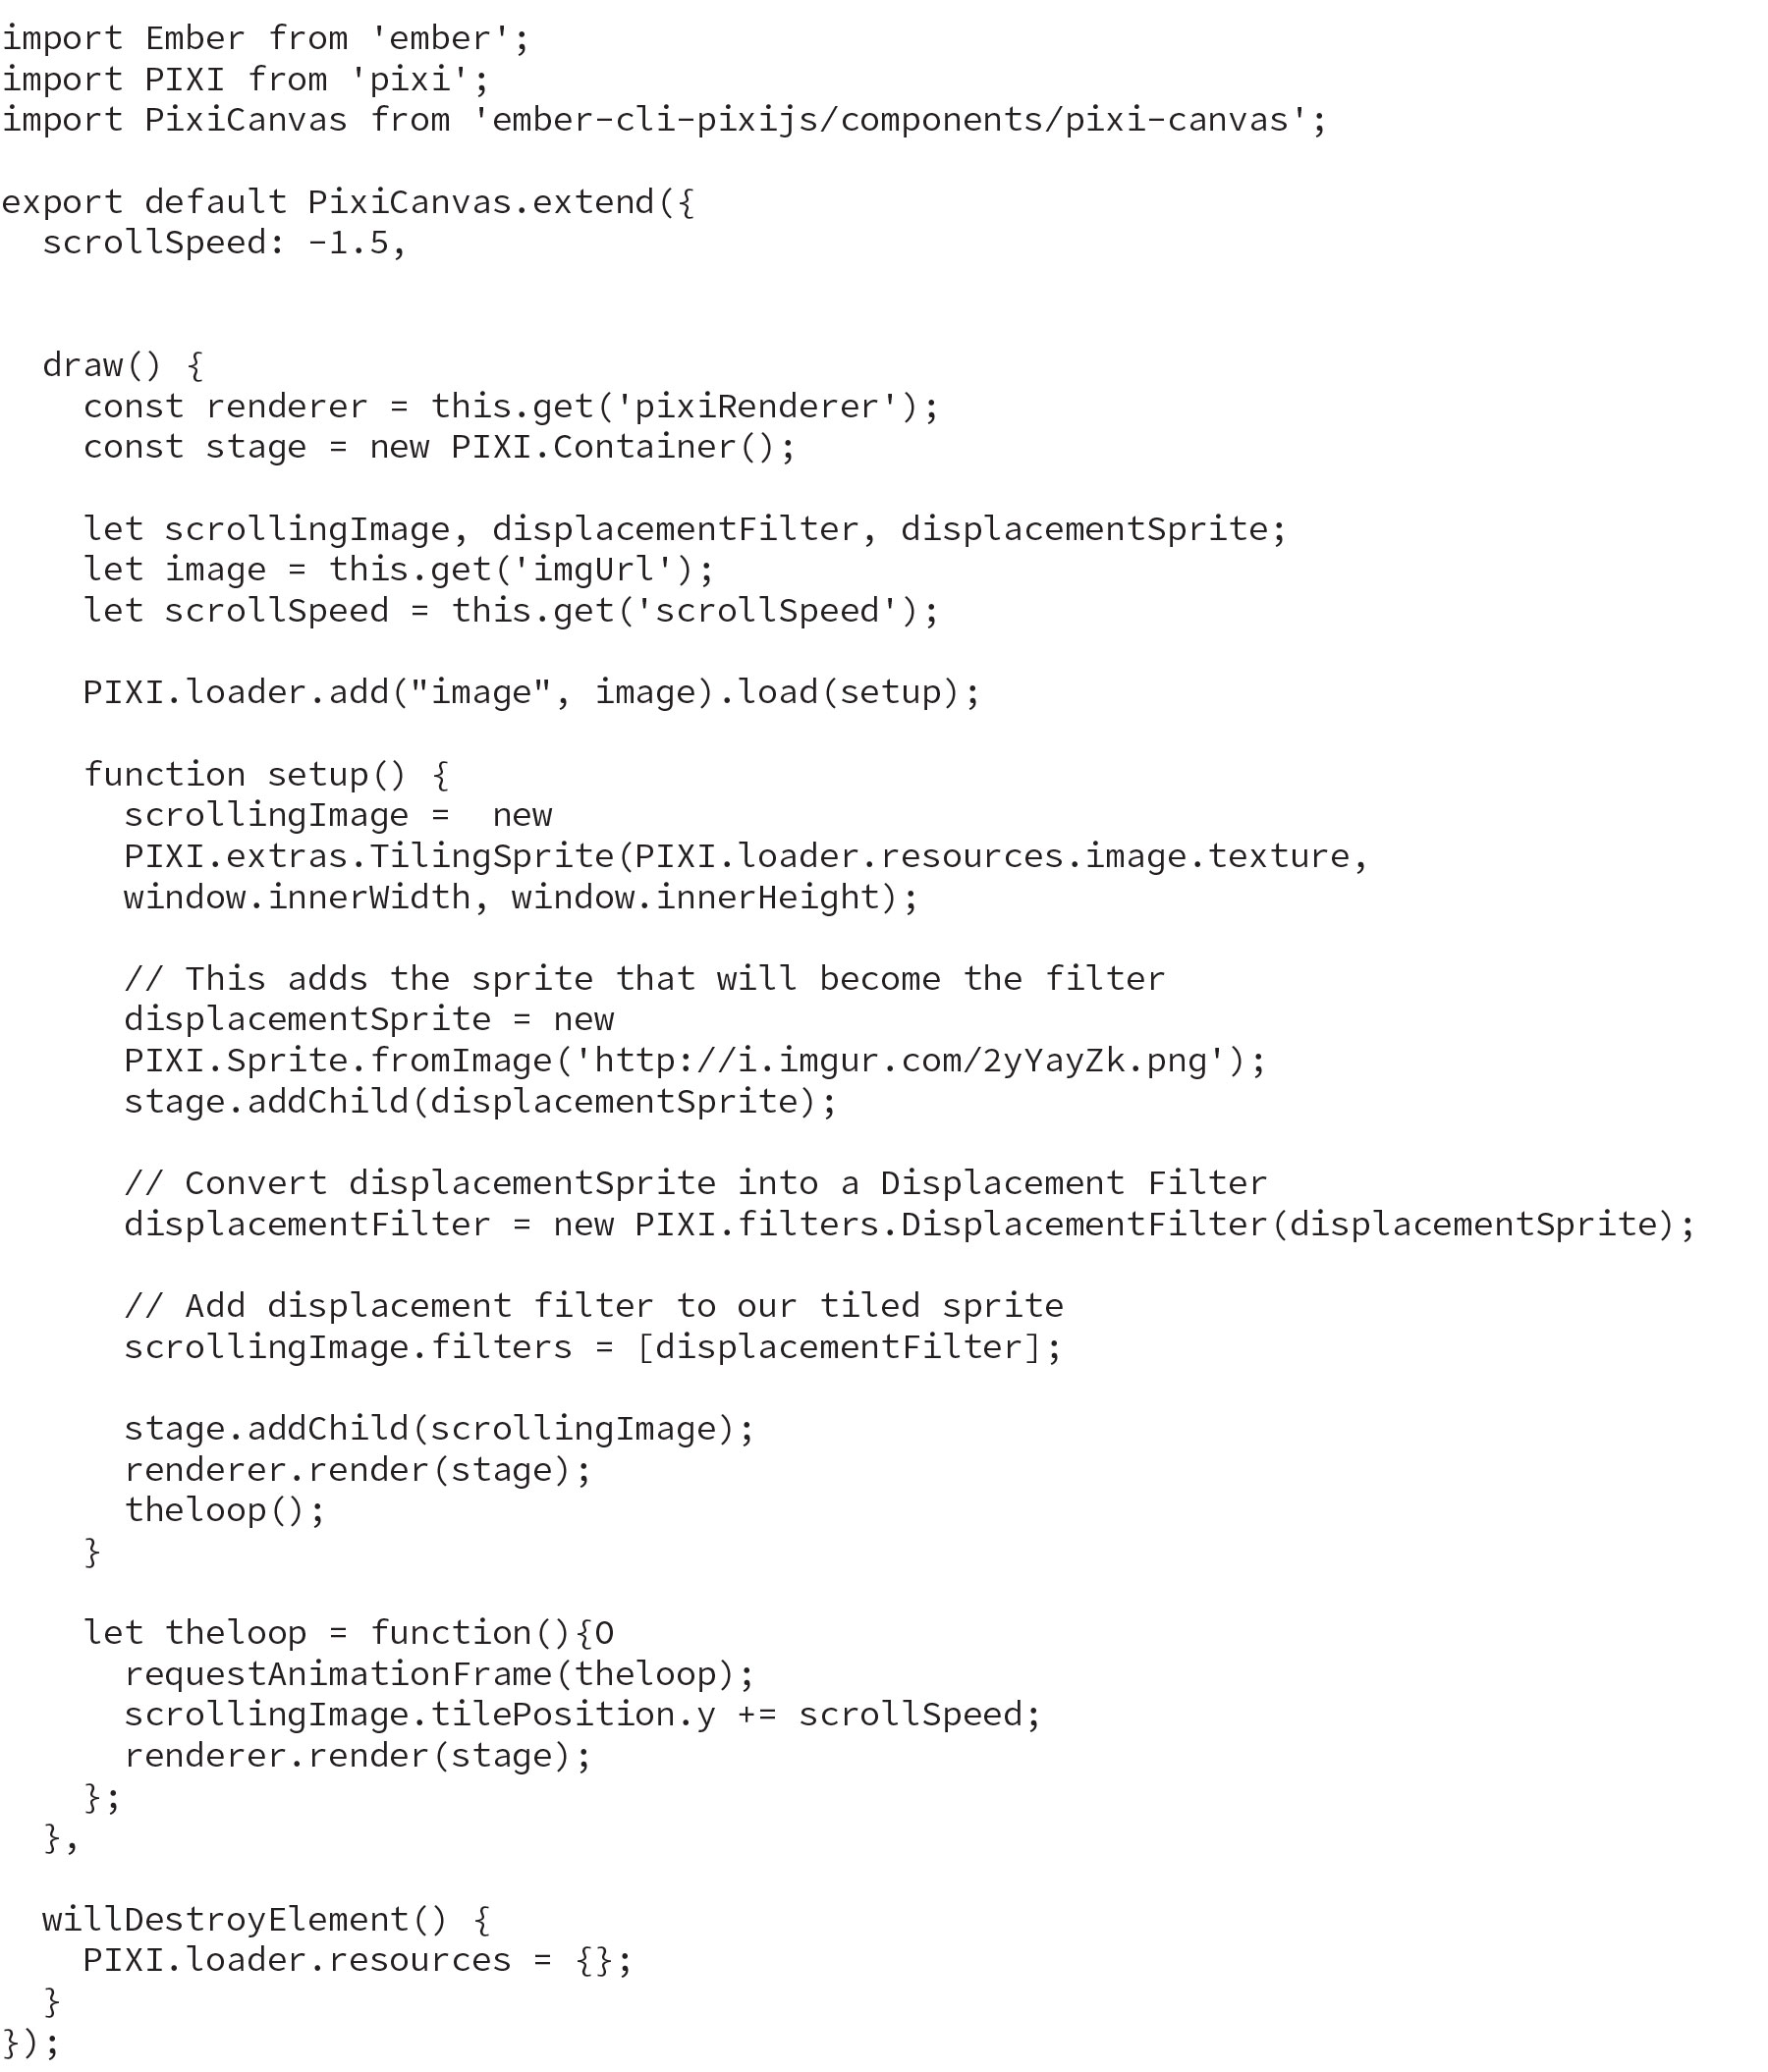 import Ember from 'ember';
import PIXI from 'pixi';
import PixiCanvas from 'ember-cli-pixijs/components/pixi-canvas';

export default PixiCanvas.extend({
  scrollSpeed: -1.5,


  draw() {
    const renderer = this.get('pixiRenderer');
    const stage = new PIXI.Container();

    let scrollingImage, displacementFilter, displacementSprite;
    let image = this.get('imgUrl');
    let scrollSpeed = this.get('scrollSpeed');

    PIXI.loader.add("image", image).load(setup);

    function setup() {
      scrollingImage =  new
      PIXI.extras.TilingSprite(PIXI.loader.resources.image.texture,
      window.innerWidth, window.innerHeight);

      // This adds the sprite that will become the filter
      displacementSprite = new
      PIXI.Sprite.fromImage('http://i.imgur.com/2yYayZk.png');
      stage.addChild(displacementSprite);

      // Convert displacementSprite into a Displacement Filter
      displacementFilter = new PIXI.filters.DisplacementFilter(displacementSprite);

      // Add displacement filter to our tiled sprite
      scrollingImage.filters = [displacementFilter];

      stage.addChild(scrollingImage);
      renderer.render(stage);
      theloop();
    }

    let theloop = function(){O
      requestAnimationFrame(theloop);
      scrollingImage.tilePosition.y += scrollSpeed;
      renderer.render(stage);
    };
  },

  willDestroyElement() {
    PIXI.loader.resources = {};
  }
});